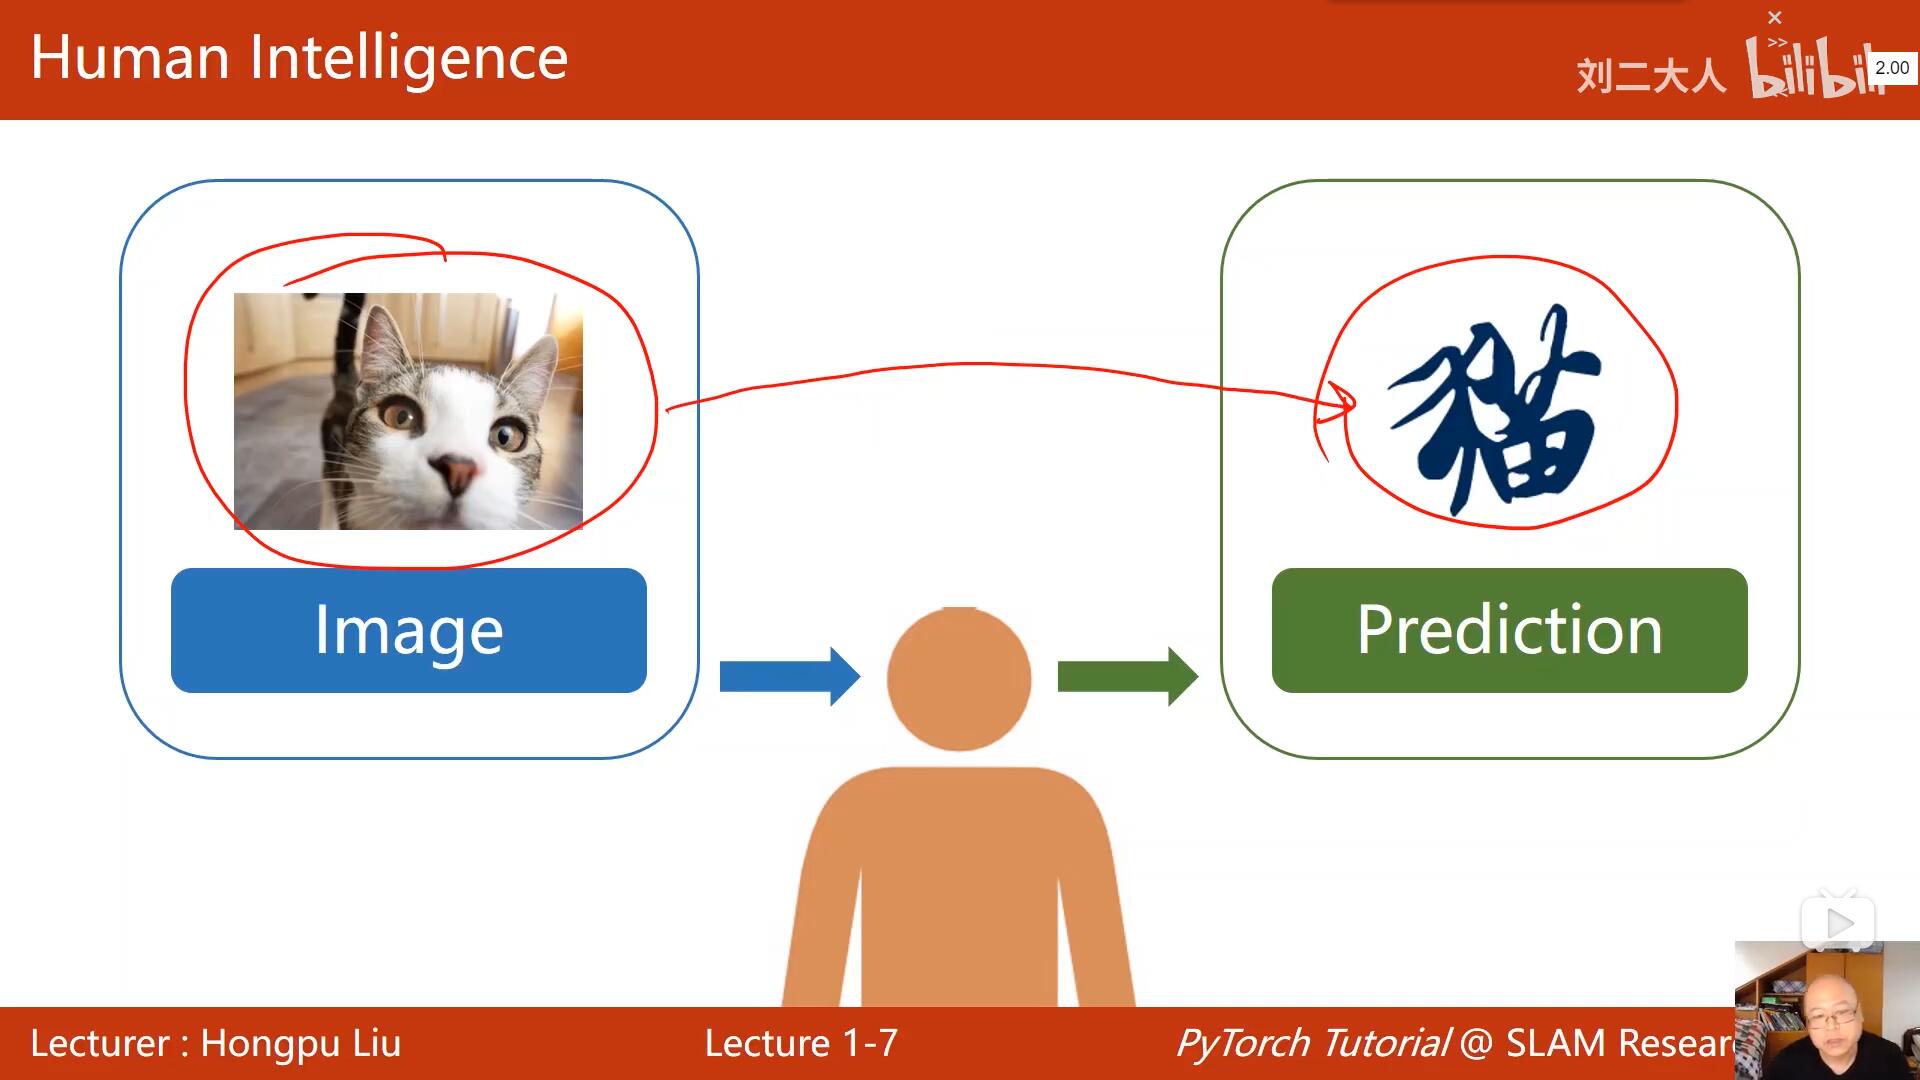 Human Intelligence
刘二大人 bilibili
2.00
猫
Image
Prediction
Lecturer : Hongpu Liu
Lecture 1-7
PyTorch Tutorial @ SLAM Resear